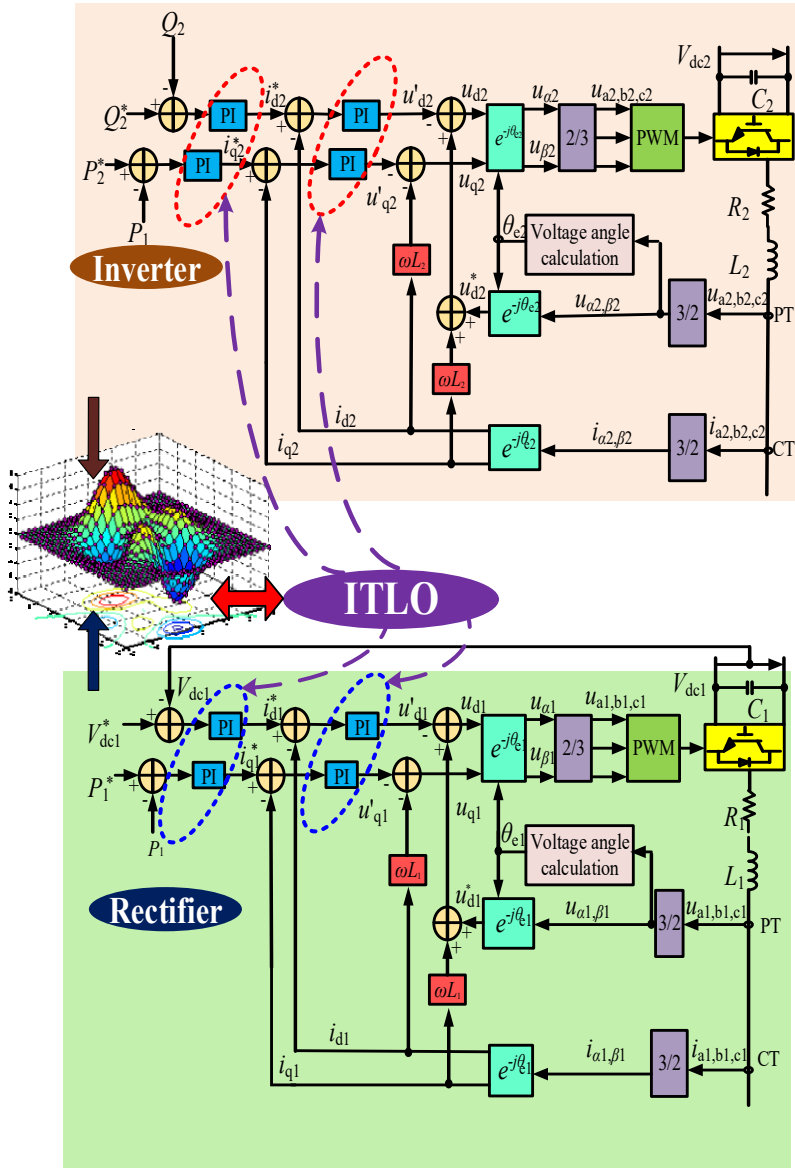 Q2
Vdc2
Q2*
-
+
PI
i*d2
+
-
PI
u'd2
-
+
ud2
uα2
ua2,b2,c2
C2
P2*
+
-
PI
i*q2
+
-
PI
u'q2
-
uq2
e^-jθe2
uβ2
2/3
PWM
P1
Inverter
ωL2
θe2
Voltage angle
calculation
R2
L2
u*d2
+
+
e^-jθe2
uα2,β2
3/2
ua2,b2,c2
PT
ωL2
id2
iq2
e^-jθe2
iα2,β2
3/2
ia2,b2,c2
CT
ITLO
Vdc1
Vdc1
V*dc1
+
-
PI
i*d1
+
-
PI
u'd1
-
+
ud1
uα1
ua1,b1,c1
C1
P1*
+
-
PI
i*q1
+
-
PI
u'q1
-
uq1
e^-jθe1
uβ1
2/3
PWM
P1
Rectifier
ωL1
θe1
Voltage angle
calculation
R1
L1
u*d1
+
+
e^-jθe1
uα1,β1
3/2
ua1,b1,c1
PT
ωL1
id1
iq1
e^-jθe1
iα1,β1
3/2
ia1,b1,c1
CT